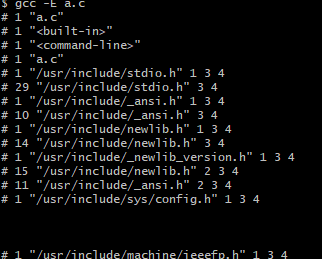 $ gcc -E a.c
# 1 "a.c"
# 1 "<built-in>"
# 1 "<command-line>"
# 1 "a.c"
# 1 "/usr/include/stdio.h" 1 3 4
# 29 "/usr/include/stdio.h" 3 4
# 1 "/usr/include/_ansi.h" 1 3 4
# 10 "/usr/include/_ansi.h" 3 4
# 1 "/usr/include/newlib.h" 1 3 4
# 14 "/usr/include/newlib.h" 3 4
# 1 "/usr/include/_newlib_version.h" 1 3 4
# 15 "/usr/include/newlib.h" 2 3 4
# 11 "/usr/include/_ansi.h" 2 3 4
# 1 "/usr/include/sys/config.h" 1 3 4
# 1 "/usr/include/machine/ieeefp.h" 1 3 4